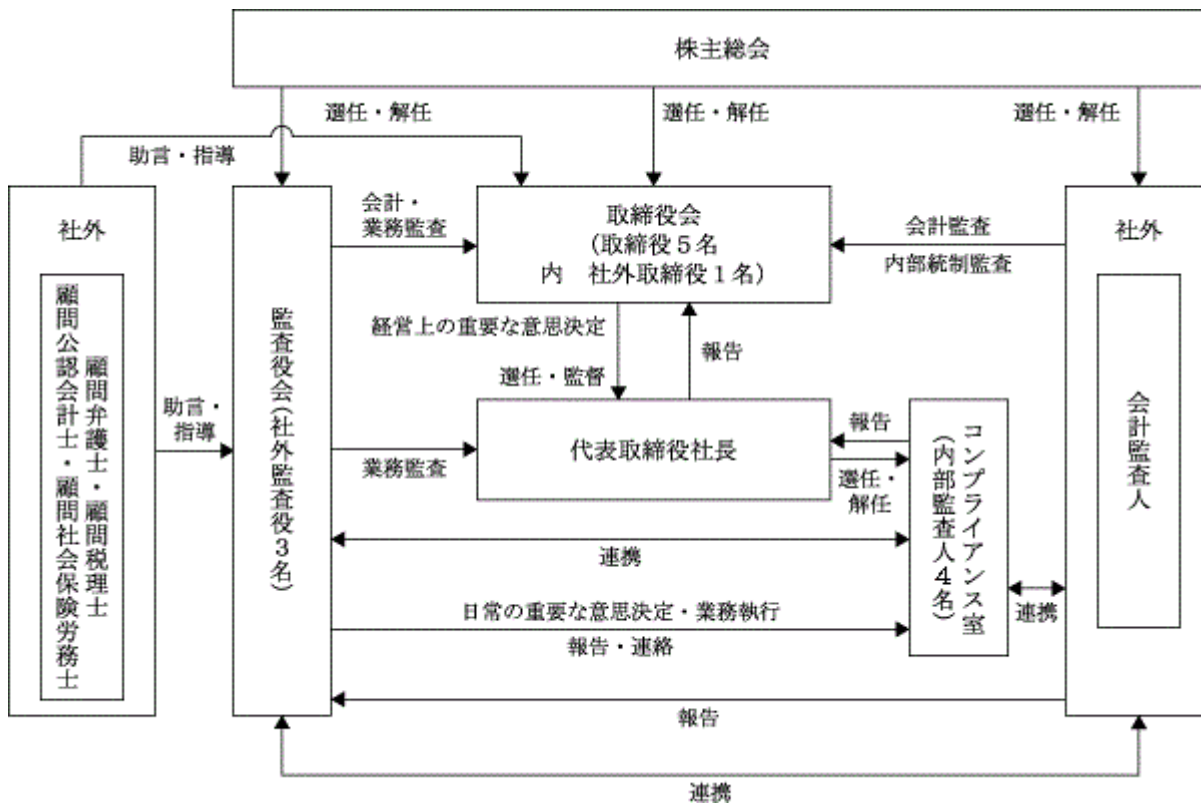 株主総会
選任・解任
選任・解任
選任・解任
助言・指導
社外
顧問弁護士・顧問税理士
顧問公認会計士・顧問社会保険労務士
助言・
指導
監査役会(社外監査役3名)
会計・
業務監査
取締役会
(取締役5名
内 社外取締役1名)
会計監査
内部統制監査
社外
会計監査人
経営上の重要な意思決定
選任・監督
報告
業務監査
代表取締役社長
報告
選任・
解任
コンプライアンス室
(内部監査人4名)
連携
連携
日常の重要な意思決定・業務執行
報告・連絡
報告
連携